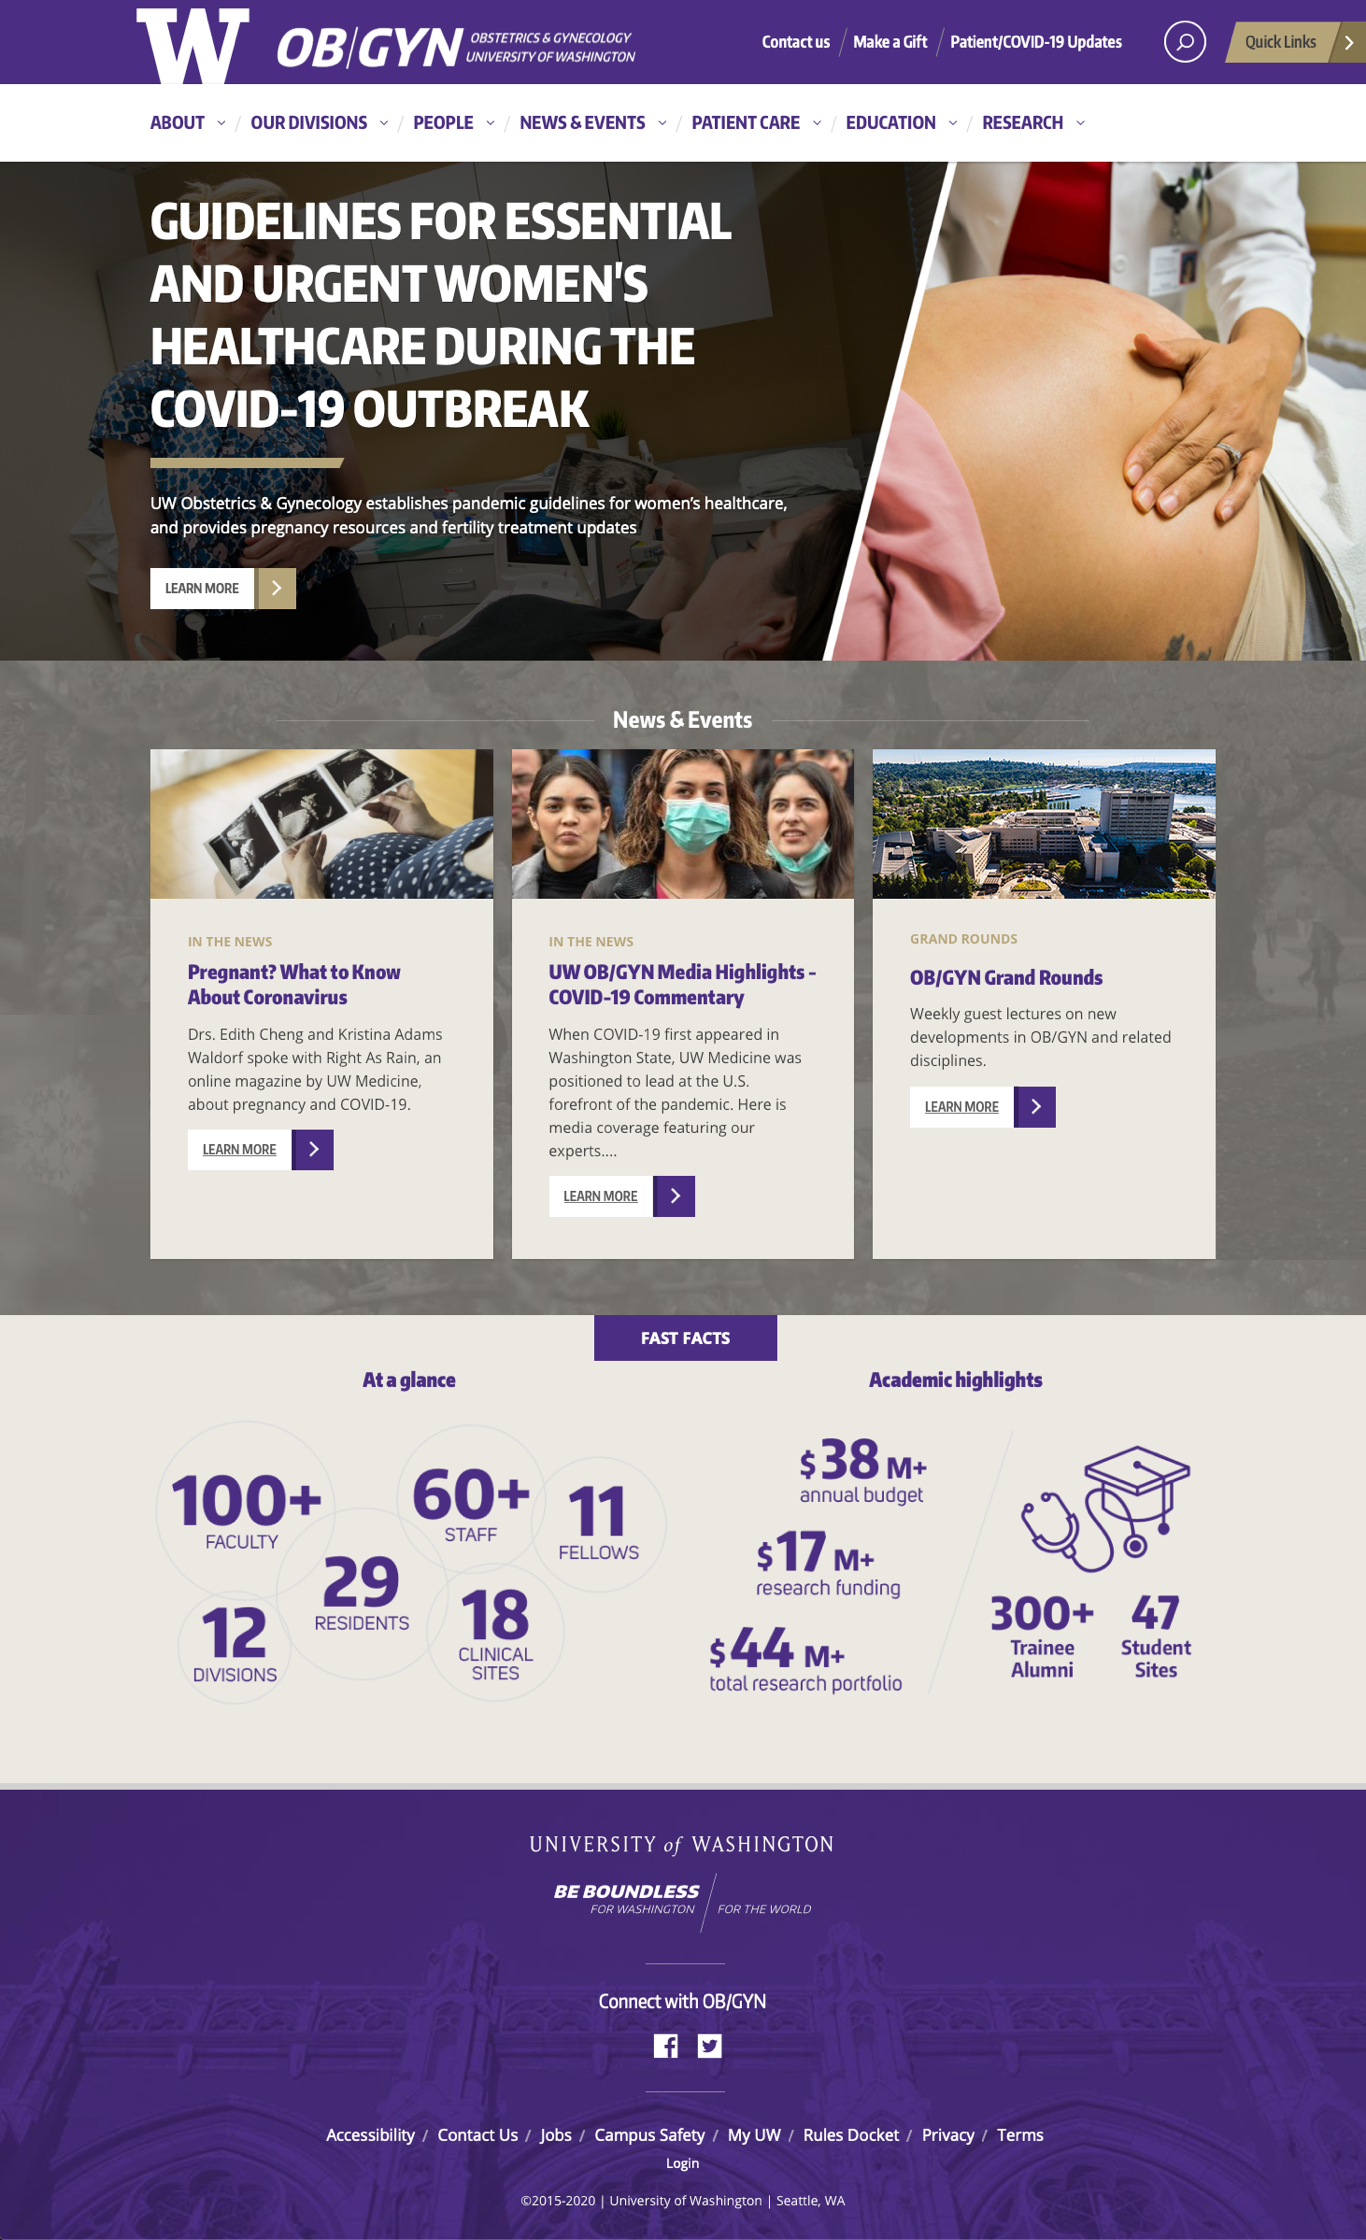 W OB/GYN OBSTETRICS & GYNECOLOGY
UNIVERSITY OF WASHINGTON
Contact us
Make a Gift
Patient/COVID-19 Updates
Quick Links
ABOUT / OUR DIVISIONS / PEOPLE / NEWS & EVENTS / PATIENT CARE / EDUCATION / RESEARCH
GUIDELINES FOR ESSENTIAL
AND URGENT WOMEN'S
HEALTHCARE DURING THE
COVID-19 OUTBREAK
UW Obstetrics & Gynecology establishes pandemic guidelines for women’s healthcare,
and provides pregnancy resources and fertility treatment updates
LEARN MORE
News & Events
IN THE NEWS
Pregnant? What to Know
About Coronavirus
Drs. Edith Cheng and Kristina Adams
Waldorf spoke with Right As Rain, an
online magazine by UW Medicine,
about pregnancy and COVID-19.
LEARN MORE
IN THE NEWS
UW OB/GYN Media Highlights -
COVID-19 Commentary
When COVID-19 first appeared in
Washington State, UW Medicine was
positioned to lead at the U.S.
forefront of the pandemic. Here is
media coverage featuring our
experts....
LEARN MORE
GRAND ROUNDS
OB/GYN Grand Rounds
Weekly guest lectures on new
developments in OB/GYN and related
disciplines.
LEARN MORE
FAST FACTS
At a glance
100+
FACULTY
60+
STAFF
11
FELLOWS
29
RESIDENTS
12
DIVISIONS
18
CLINICAL
SITES
Academic highlights
$38 M+
annual budget
$17 M+
research funding
$44 M+
total research portfolio
300+
Trainee
Alumni
47
Student
Sites
UNIVERSITY of WASHINGTON
BE BOUNDLESS
FOR WASHINGTON / FOR THE WORLD
Connect with OB/GYN
Accessibility / Contact Us / Jobs / Campus Safety / My UW / Rules Docket / Privacy / Terms
Login
©2015-2020 | University of Washington | Seattle, WA